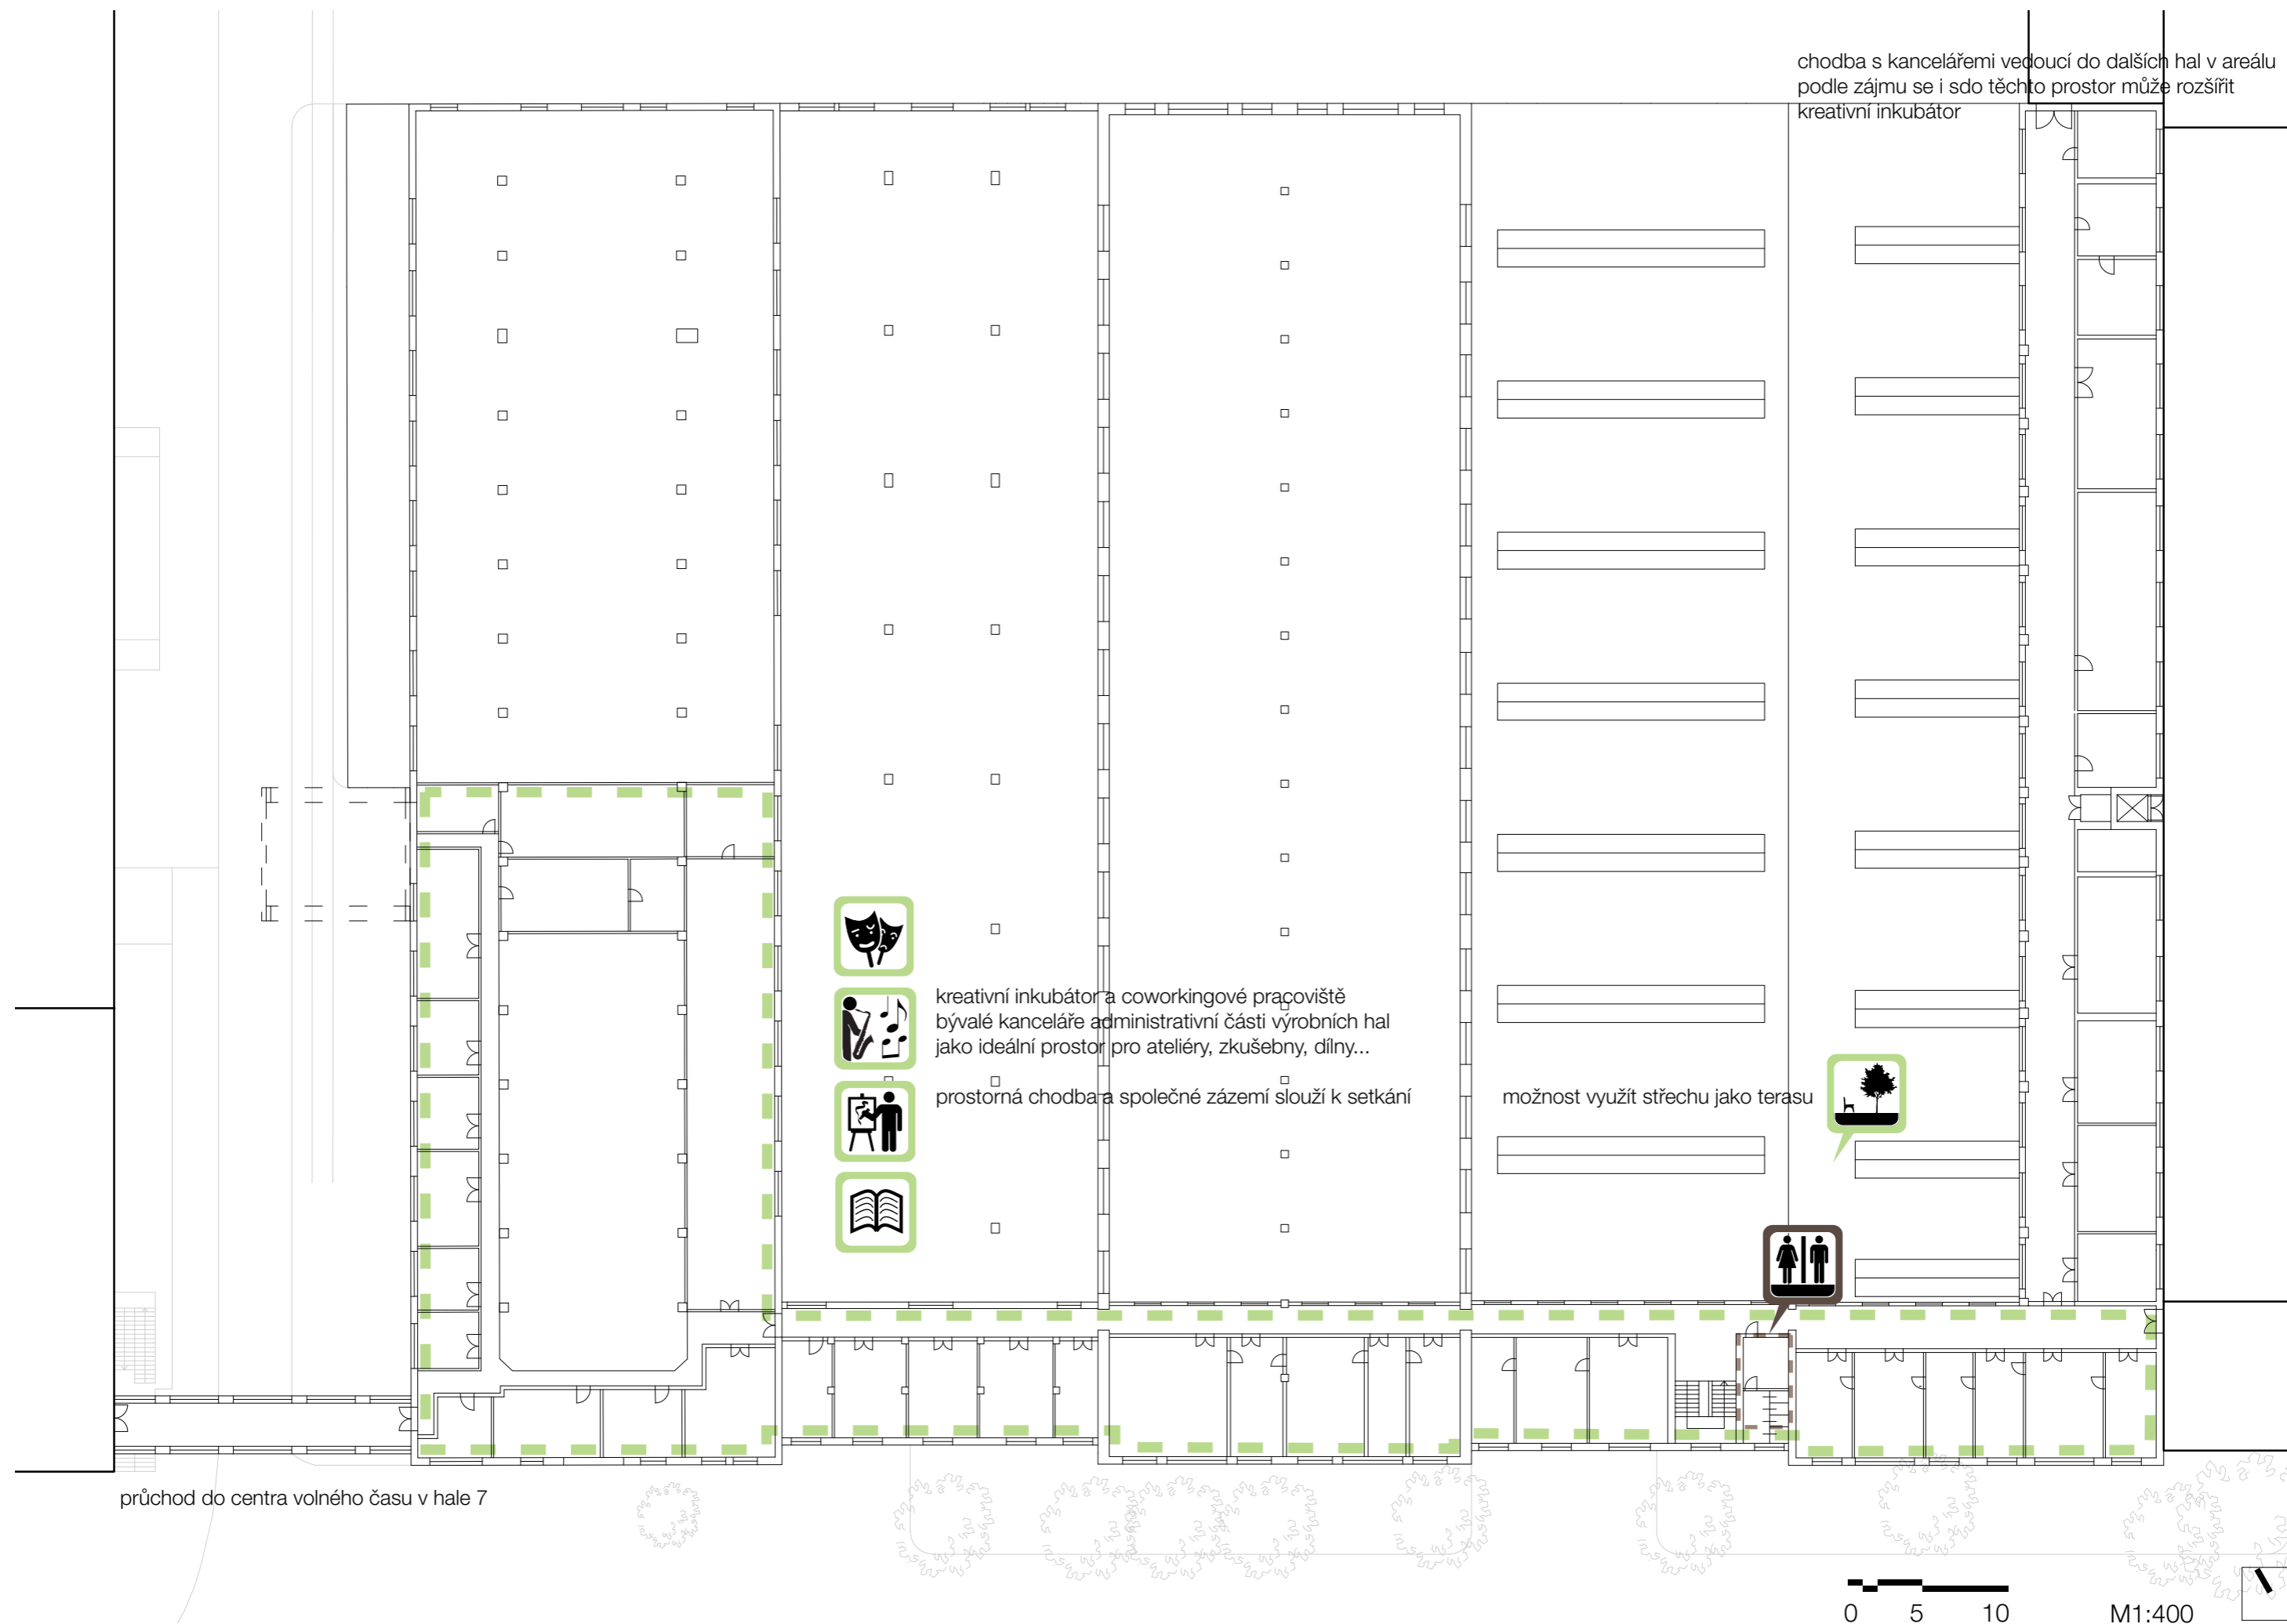 chodba s kancelářemi vedoucí do dalších hal v areálu
podle zájmu se i sdo těchto prostor může rozšířit
kreativní inkubátor
kreativní inkubátor a coworkingové pracoviště
bývalé kanceláře administrativní části výrobních hal
jako ideální prostor pro ateliéry, zkušebny, dílny...
prostorná chodba a společné zázemí slouží k setkání
možnost využít střechu jako terasu
průchod do centra volného času v hale 7
0 5 10
M1:400